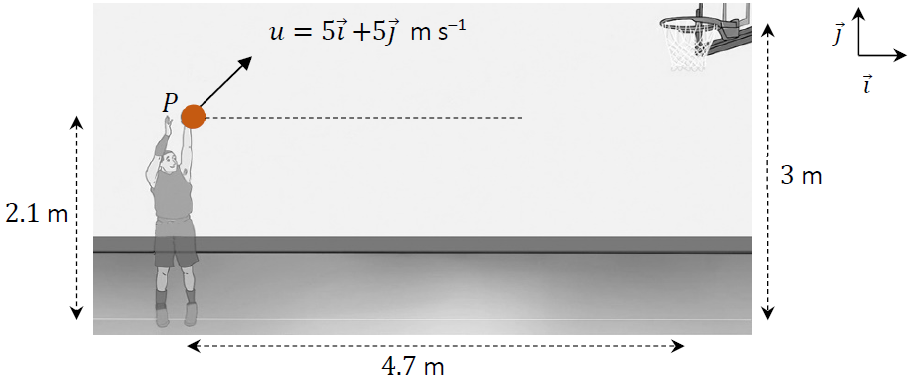 u = 5i⃗ +5j⃗ m s⁻¹
j⃗
P
i⃗
2.1 m
3 m
4.7 m